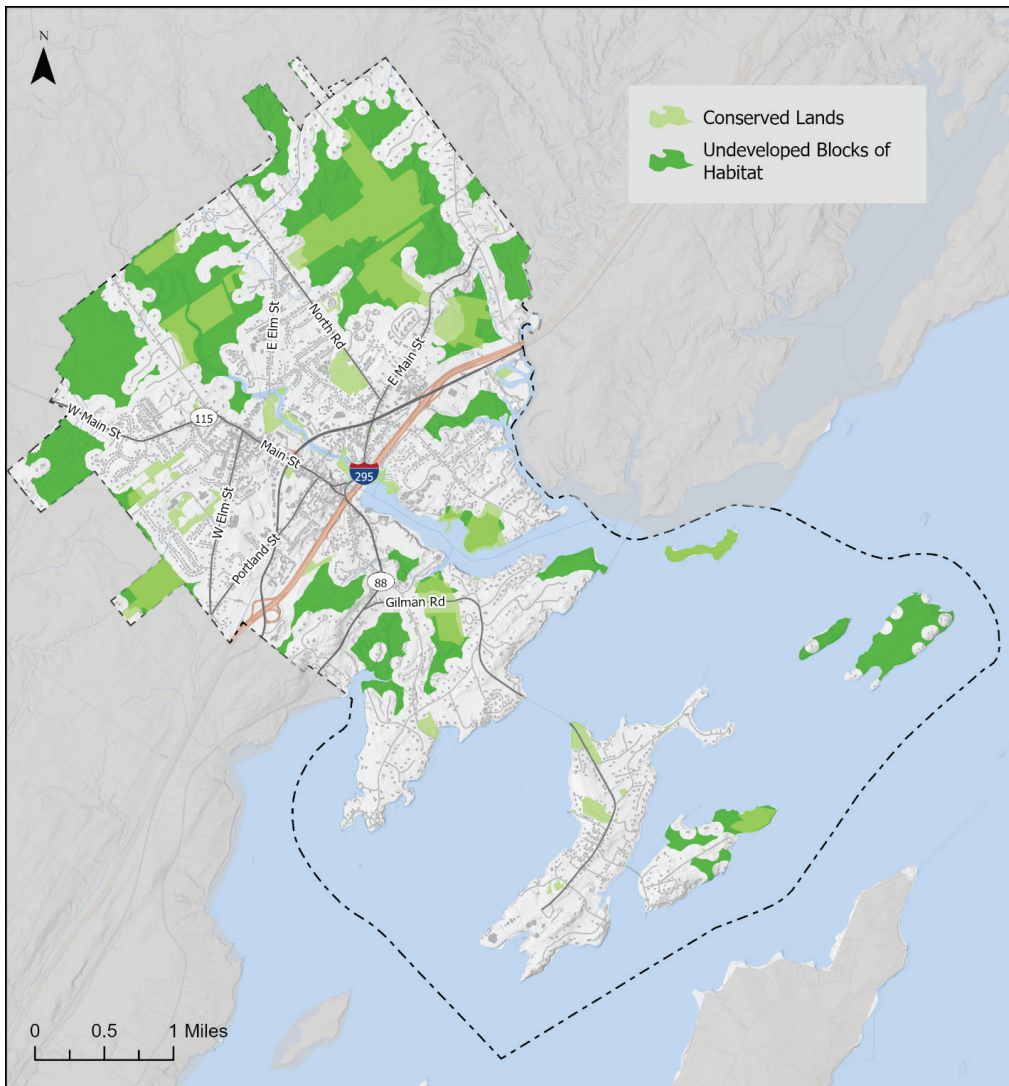 N
Conserved Lands
Undeveloped Blocks of
Habitat
E Elm St
North Rd
E Main St
W Main St
115
Main St
295
W Elm St
Portland St
88
Gilman Rd
0 0.5 1 Miles